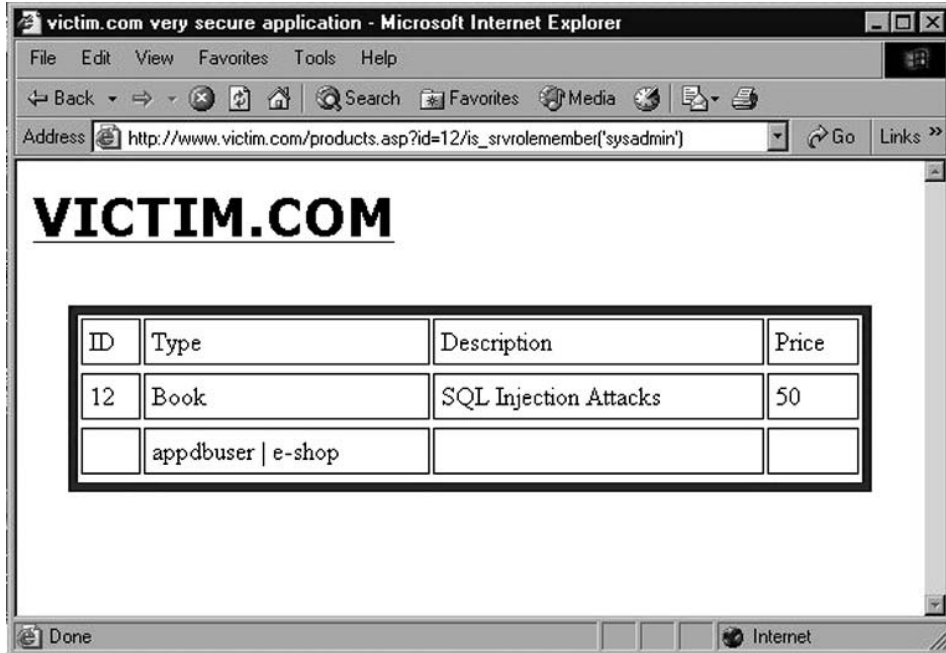 victim.com very secure application - Microsoft Internet Explorer
File Edit View Favorites Tools Help
Back Search Favorites Media
Address http://www.victim.com/products.asp?id=12/is_srvrolemember('sysadmin') Go Links »
VICTIM.COM
ID Type Description Price
12 Book SQL Injection Attacks 50
appdbuser | e-shop
Done Internet